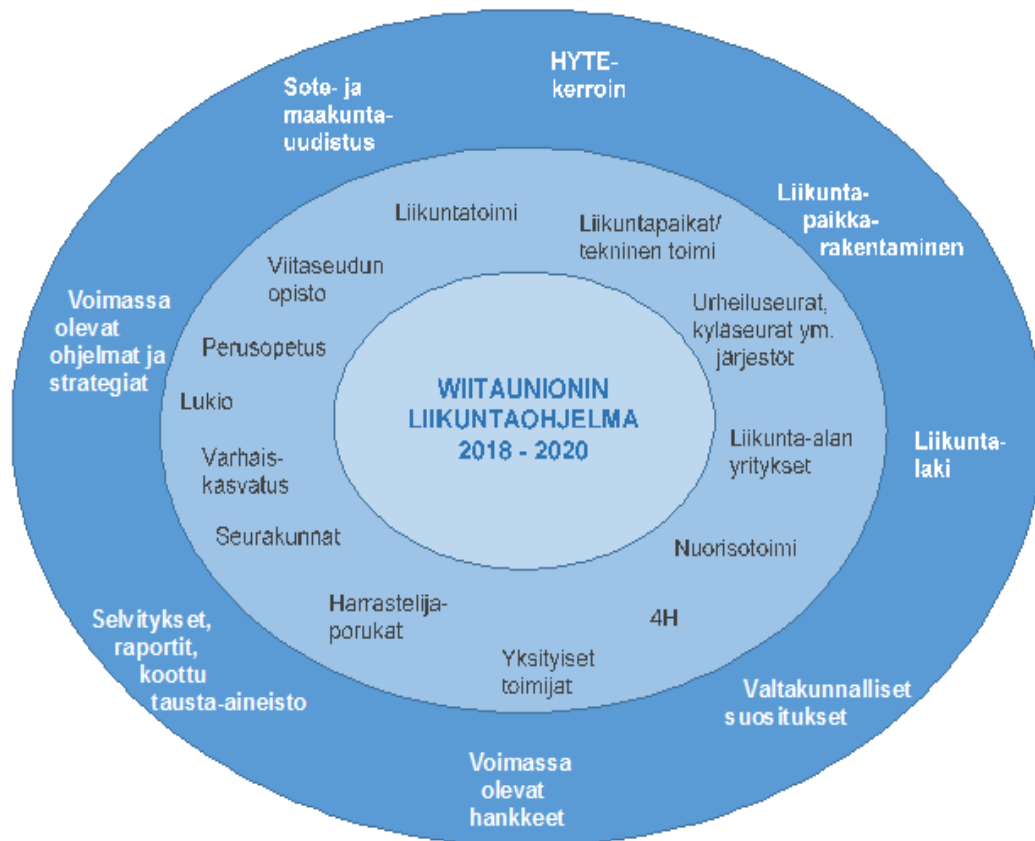 HYTE-
kerroin
Sote- ja
maakunta-
uudistus
Liikunta-
paikka-
rakentaminen
Liikuntatoimi
Liikuntapaikat/
tekninen toimi
Viitaseudun
opisto
Voimassa
olevat
ohjelmat ja
strategiat
Urheiluseurat,
kyläseurat ym.
järjestöt
Perusopetus
Lukio
WIITAUNIONIN
LIIKUNTAOHJELMA
2018 - 2020
Liikunta-alan
yritykset
Liikunta-
laki
Varhais-
kasvatus
Seurakunnat
Nuorisotoimi
Harrastelija-
porukat
4H
Yksityiset
toimijat
Selvitykset,
raportit,
koottu
tausta-aineisto
Valtakunnalliset
suositukset
Voimassa
olevat
hankkeet